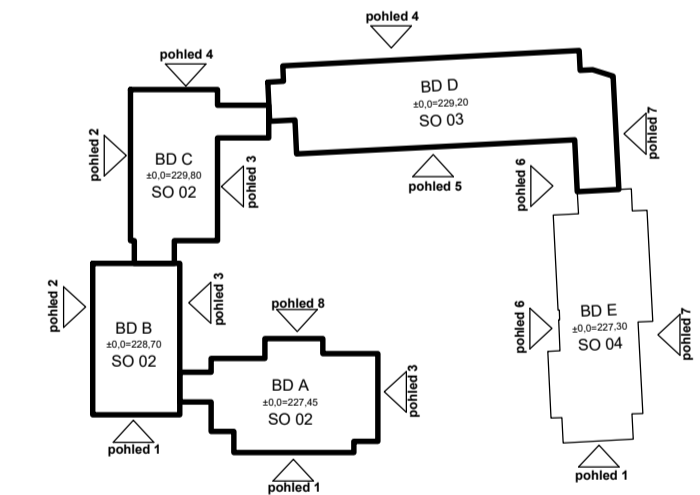 pohled 4
pohled 4
BD D
±0,0=229,20
SO 03
pohled 7
pohled 2
BD C
±0,0=229,80
SO 02
pohled 3
pohled 5
pohled 6
pohled 2
pohled 3
BD B
±0,0=228,70
SO 02
pohled 8
BD A
±0,0=227,45
SO 02
pohled 3
pohled 6
BD E
±0,0=227,30
SO 04
pohled 7
pohled 1
pohled 1
pohled 1